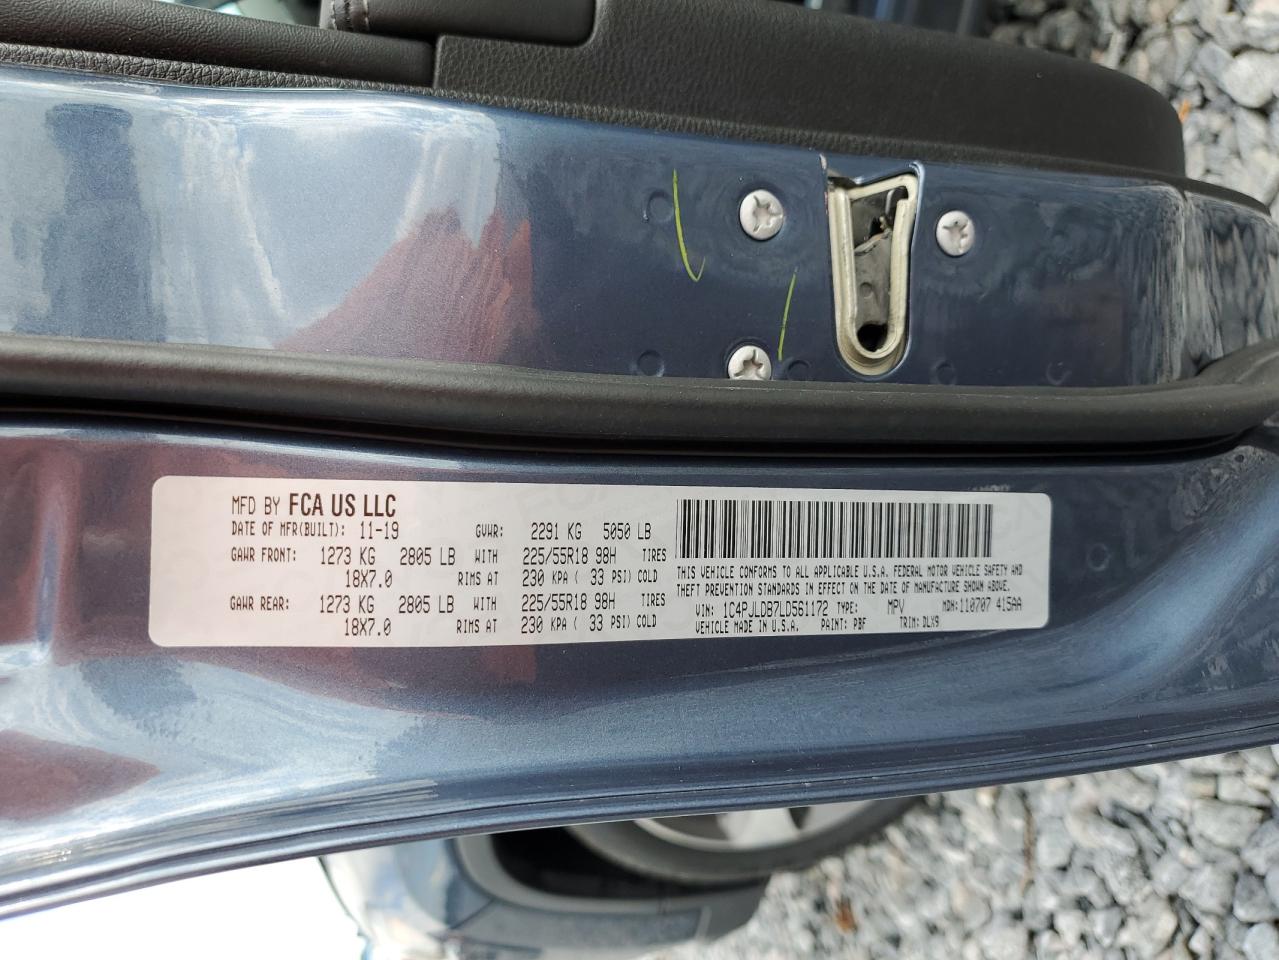 MFD BY FCA US LLC
DATE OF MFR(BUILT): 11-19 GVWR: 2291 KG 5050 LB
GAWR FRONT: 1273 KG 2805 LB WITH 225/55R18 98H TIRES
18X7.0 RIMS AT 230 KPA ( 33 PSI) COLD
GAWR REAR: 1273 KG 2805 LB WITH 225/55R18 98H TIRES
18X7.0 RIMS AT 230 KPA ( 33 PSI) COLD
THIS VEHICLE CONFORMS TO ALL APPLICABLE U.S.A. FEDERAL MOTOR VEHICLE SAFETY AND
THEFT PREVENTION STANDARDS IN EFFECT ON THE DATE OF MANUFACTURE SHOWN ABOVE.
VIN: 1C4PJLDB7LD561172 TYPE: MPV MDH: 110707 415AA
VEHICLE MADE IN U.S.A. PAINT: PBF TRIM: DLX9